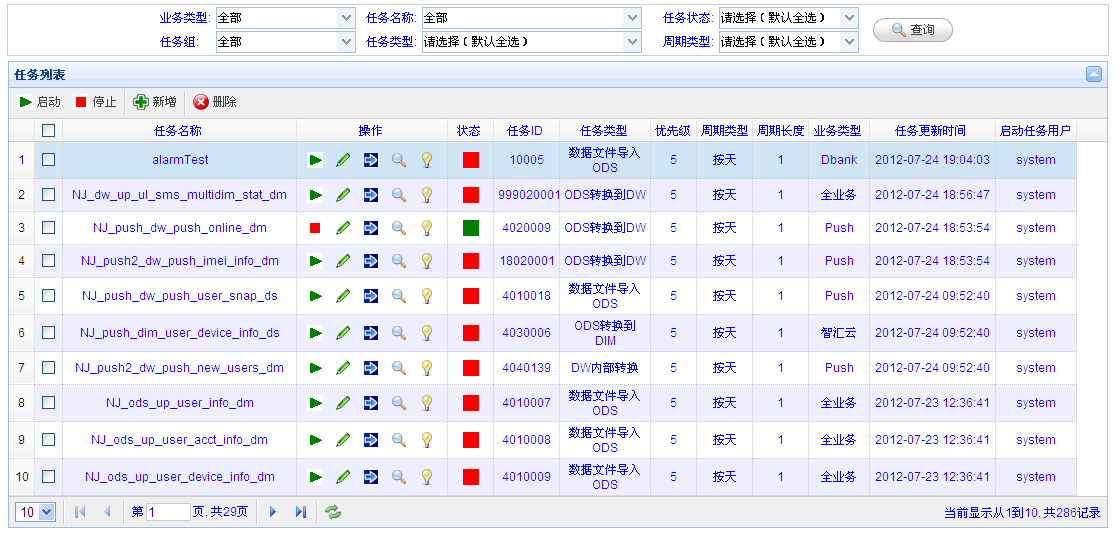 业务类型: 全部 任务名称: 全部 任务状态: 请选择（默认全选）
任务组: 全部 任务类型: 请选择（默认全选） 周期类型: 请选择（默认全选）
查询
任务列表
启动 停止 新增 删除
任务名称 操作 状态 任务ID 任务类型 优先级 周期类型 周期长度 业务类型 任务更新时间 启动任务用户
1 alarmTest 10005 数据文件导入ODS 5 按天 1 Dbank 2012-07-24 19:04:03 system
2 NJ_dw_up_ul_sms_multidim_stat_dm 999020001 ODS转换到DW 5 按天 1 全业务 2012-07-24 18:56:47 system
3 NJ_push_dw_push_online_dm 4020009 ODS转换到DW 5 按天 1 Push 2012-07-24 18:53:54 system
4 NJ_push2_dw_push_imei_info_dm 18020001 ODS转换到DW 5 按天 1 Push 2012-07-24 18:53:54 system
5 NJ_push_dw_push_user_snap_ds 4010018 数据文件导入ODS 5 按天 1 Push 2012-07-24 09:52:40 system
6 NJ_push_dim_user_device_info_ds 4030006 ODS转换到DIM 5 按天 1 智汇云 2012-07-24 09:52:40 system
7 NJ_push2_dw_push_new_users_dm 4040139 DW内部转换 5 按天 1 Push 2012-07-24 09:52:40 system
8 NJ_ods_up_user_info_dm 4010007 数据文件导入ODS 5 按天 1 全业务 2012-07-23 12:36:41 system
9 NJ_ods_up_user_acct_info_dm 4010008 数据文件导入ODS 5 按天 1 全业务 2012-07-23 12:36:41 system
10 NJ_ods_up_user_device_info_dm 4010009 数据文件导入ODS 5 按天 1 全业务 2012-07-23 12:36:41 system
10 第 1 页, 共29页 当前显示从1到10, 共286记录